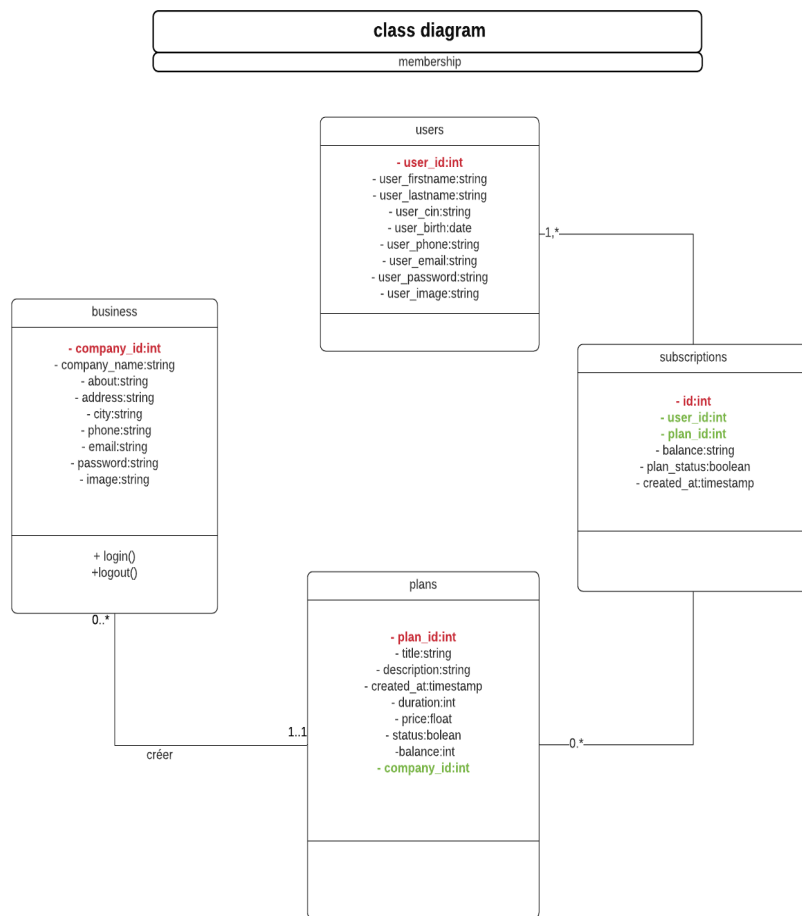 class diagram
membership
users
- user_id:int
- user_firstname:string
- user_lastname:string
- user_cin:string
- user_birth:date
- user_phone:string
- user_email:string
- user_password:string
- user_image:string
1,*
business
- company_id:int
- company_name:string
- about:string
- address:string
- city:string
- phone:string
- email:string
- password:string
- image:string
+ login()
+logout()
0..*
subscriptions
- id:int
- user_id:int
- plan_id:int
- balance:string
- plan_status:boolean
- created_at:timestamp
plans
- plan_id:int
- title:string
- description:string
- created_at:timestamp
- duration:int
- price:float
- status:bolean
-balance:int
- company_id:int
1..1
créer
0.*